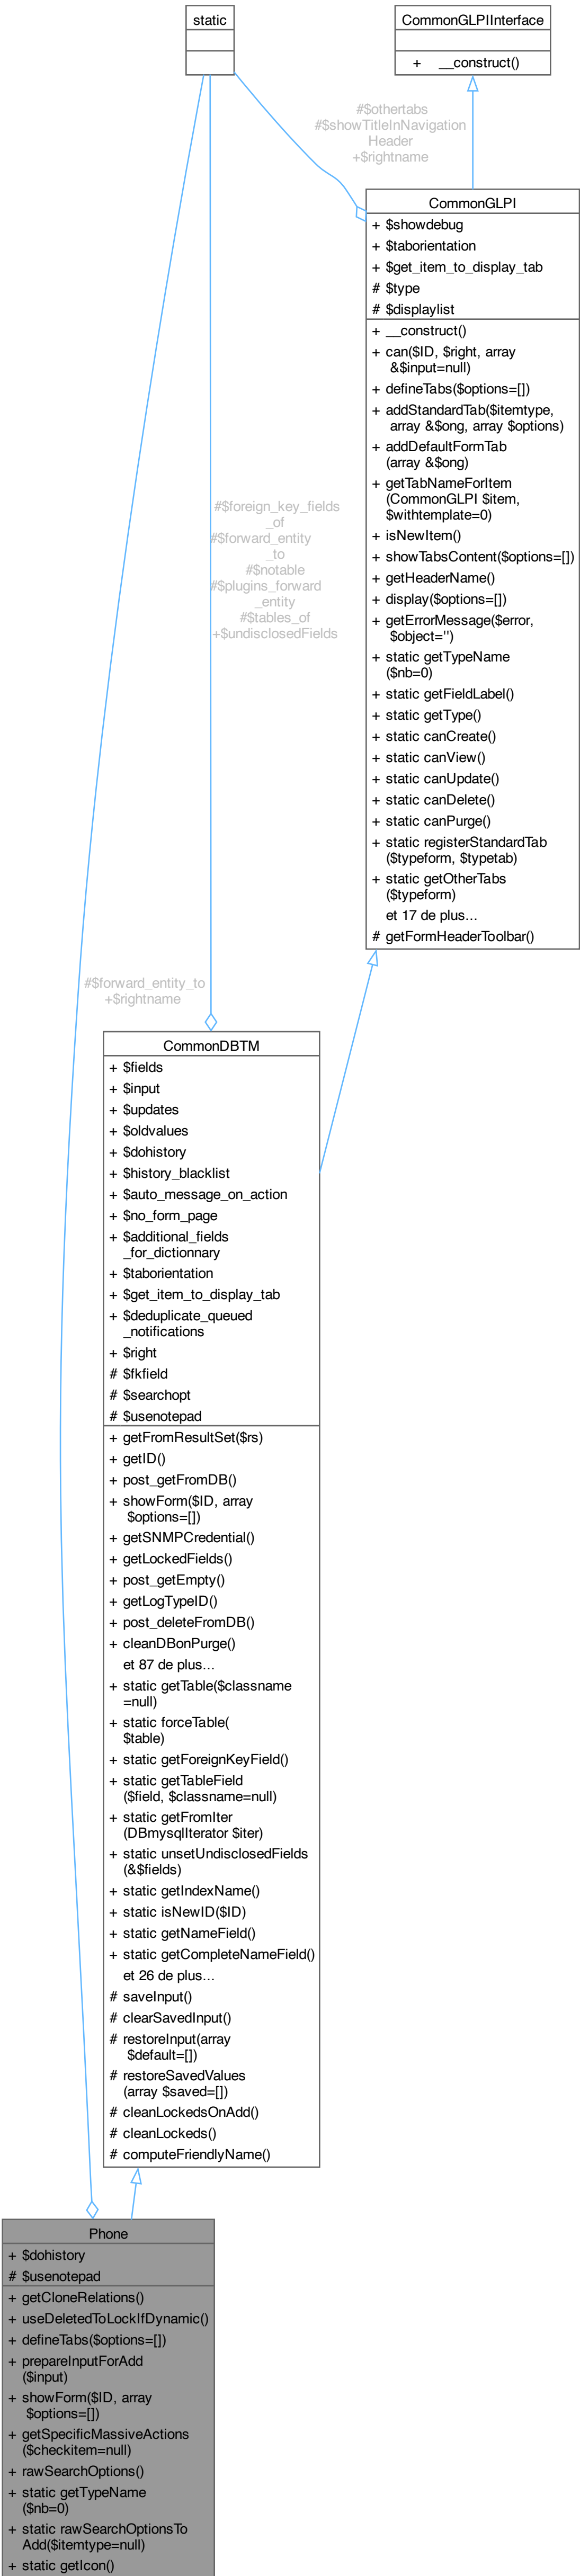 static
CommonGLPIInterface
+ __construct()
#$othertabs
#$showTitleInNavigation
Header
+$rightname
CommonGLPI
+ $showdebug
+ $taborientation
+ $get_item_to_display_tab
# $type
# $displaylist
+ __construct()
+ can($ID, $right, array
&$input=null)
+ defineTabs($options=[])
+ addStandardTab($itemtype,
array &$ong, array $options)
+ addDefaultFormTab
(array &$ong)
+ getTabNameForItem
(CommonGLPI $item,
$withtemplate=0)
+ isNewItem()
+ showTabsContent($options=[])
+ getHeaderName()
+ display($options=[])
+ getErrorMessage($error,
$object='')
+ static getTypeName
($nb=0)
+ static getFieldLabel()
+ static getType()
+ static canCreate()
+ static canView()
+ static canUpdate()
+ static canDelete()
+ static canPurge()
+ static registerStandardTab
($typeform, $typetab)
+ static getOtherTabs
($typeform)
et 17 de plus...
# getFormHeaderToolbar()
#$foreign_key_fields
_of
#$forward_entity
_to
#$notable
#$plugins_forward
_entity
#$tables_of
+$undisclosedFields
#$forward_entity_to
+$rightname
CommonDBTM
+ $fields
+ $input
+ $updates
+ $oldvalues
+ $dohistory
+ $history_blacklist
+ $auto_message_on_action
+ $no_form_page
+ $additional_fields
_for_dictionnary
+ $taborientation
+ $get_item_to_display_tab
+ $deduplicate_queued
_notifications
+ $right
# $fkfield
# $searchopt
# $usenotepad
+ getFromResultSet($rs)
+ getID()
+ post_getFromDB()
+ showForm($ID, array
$options=[])
+ getSNMPCredential()
+ getLockedFields()
+ post_getEmpty()
+ getLogTypeID()
+ post_deleteFromDB()
+ cleanDBonPurge()
et 87 de plus...
+ static getTable($classname
=null)
+ static forceTable(
$table)
+ static getForeignKeyField()
+ static getTableField
($field, $classname=null)
+ static getFromIter
(DBmysqlIterator $iter)
+ static unsetUndisclosedFields
(&$fields)
+ static getIndexName()
+ static isNewID($ID)
+ static getNameField()
+ static getCompleteNameField()
et 26 de plus...
# saveInput()
# clearSavedInput()
# restoreInput(array
$default=[])
# restoreSavedValues
(array $saved=[])
# cleanLockedsOnAdd()
# cleanLockeds()
# computeFriendlyName()
Phone
+ $dohistory
# $usenotepad
+ getCloneRelations()
+ useDeletedToLockIfDynamic()
+ defineTabs($options=[])
+ prepareInputForAdd
($input)
+ showForm($ID, array
$options=[])
+ getSpecificMassiveActions
($checkitem=null)
+ rawSearchOptions()
+ static getTypeName
($nb=0)
+ static rawSearchOptionsTo
Add($itemtype=null)
+ static getIcon()